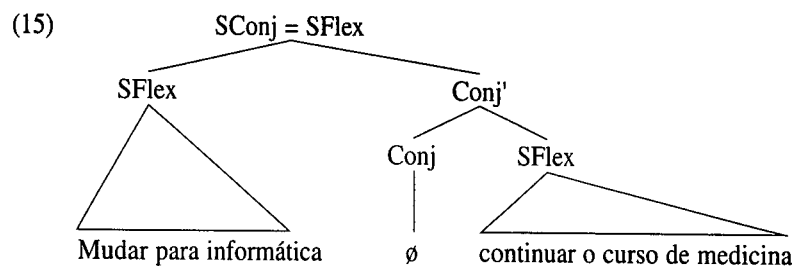 (15) SConj = SFlex
SFlex Conj'
Conj SFlex
Mudar para informática ø continuar o curso de medicina